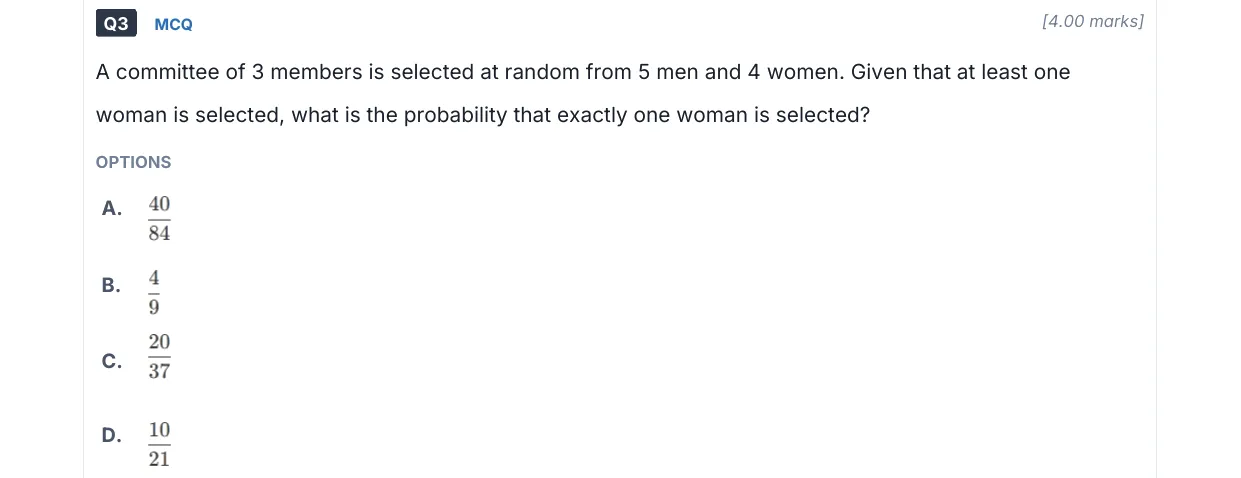 Q3 MCQ [4.00 marks]
A committee of 3 members is selected at random from 5 men and 4 women. Given that at least one
woman is selected, what is the probability that exactly one woman is selected?
OPTIONS
A. 40/84
B. 4/9
C. 20/37
D. 10/21